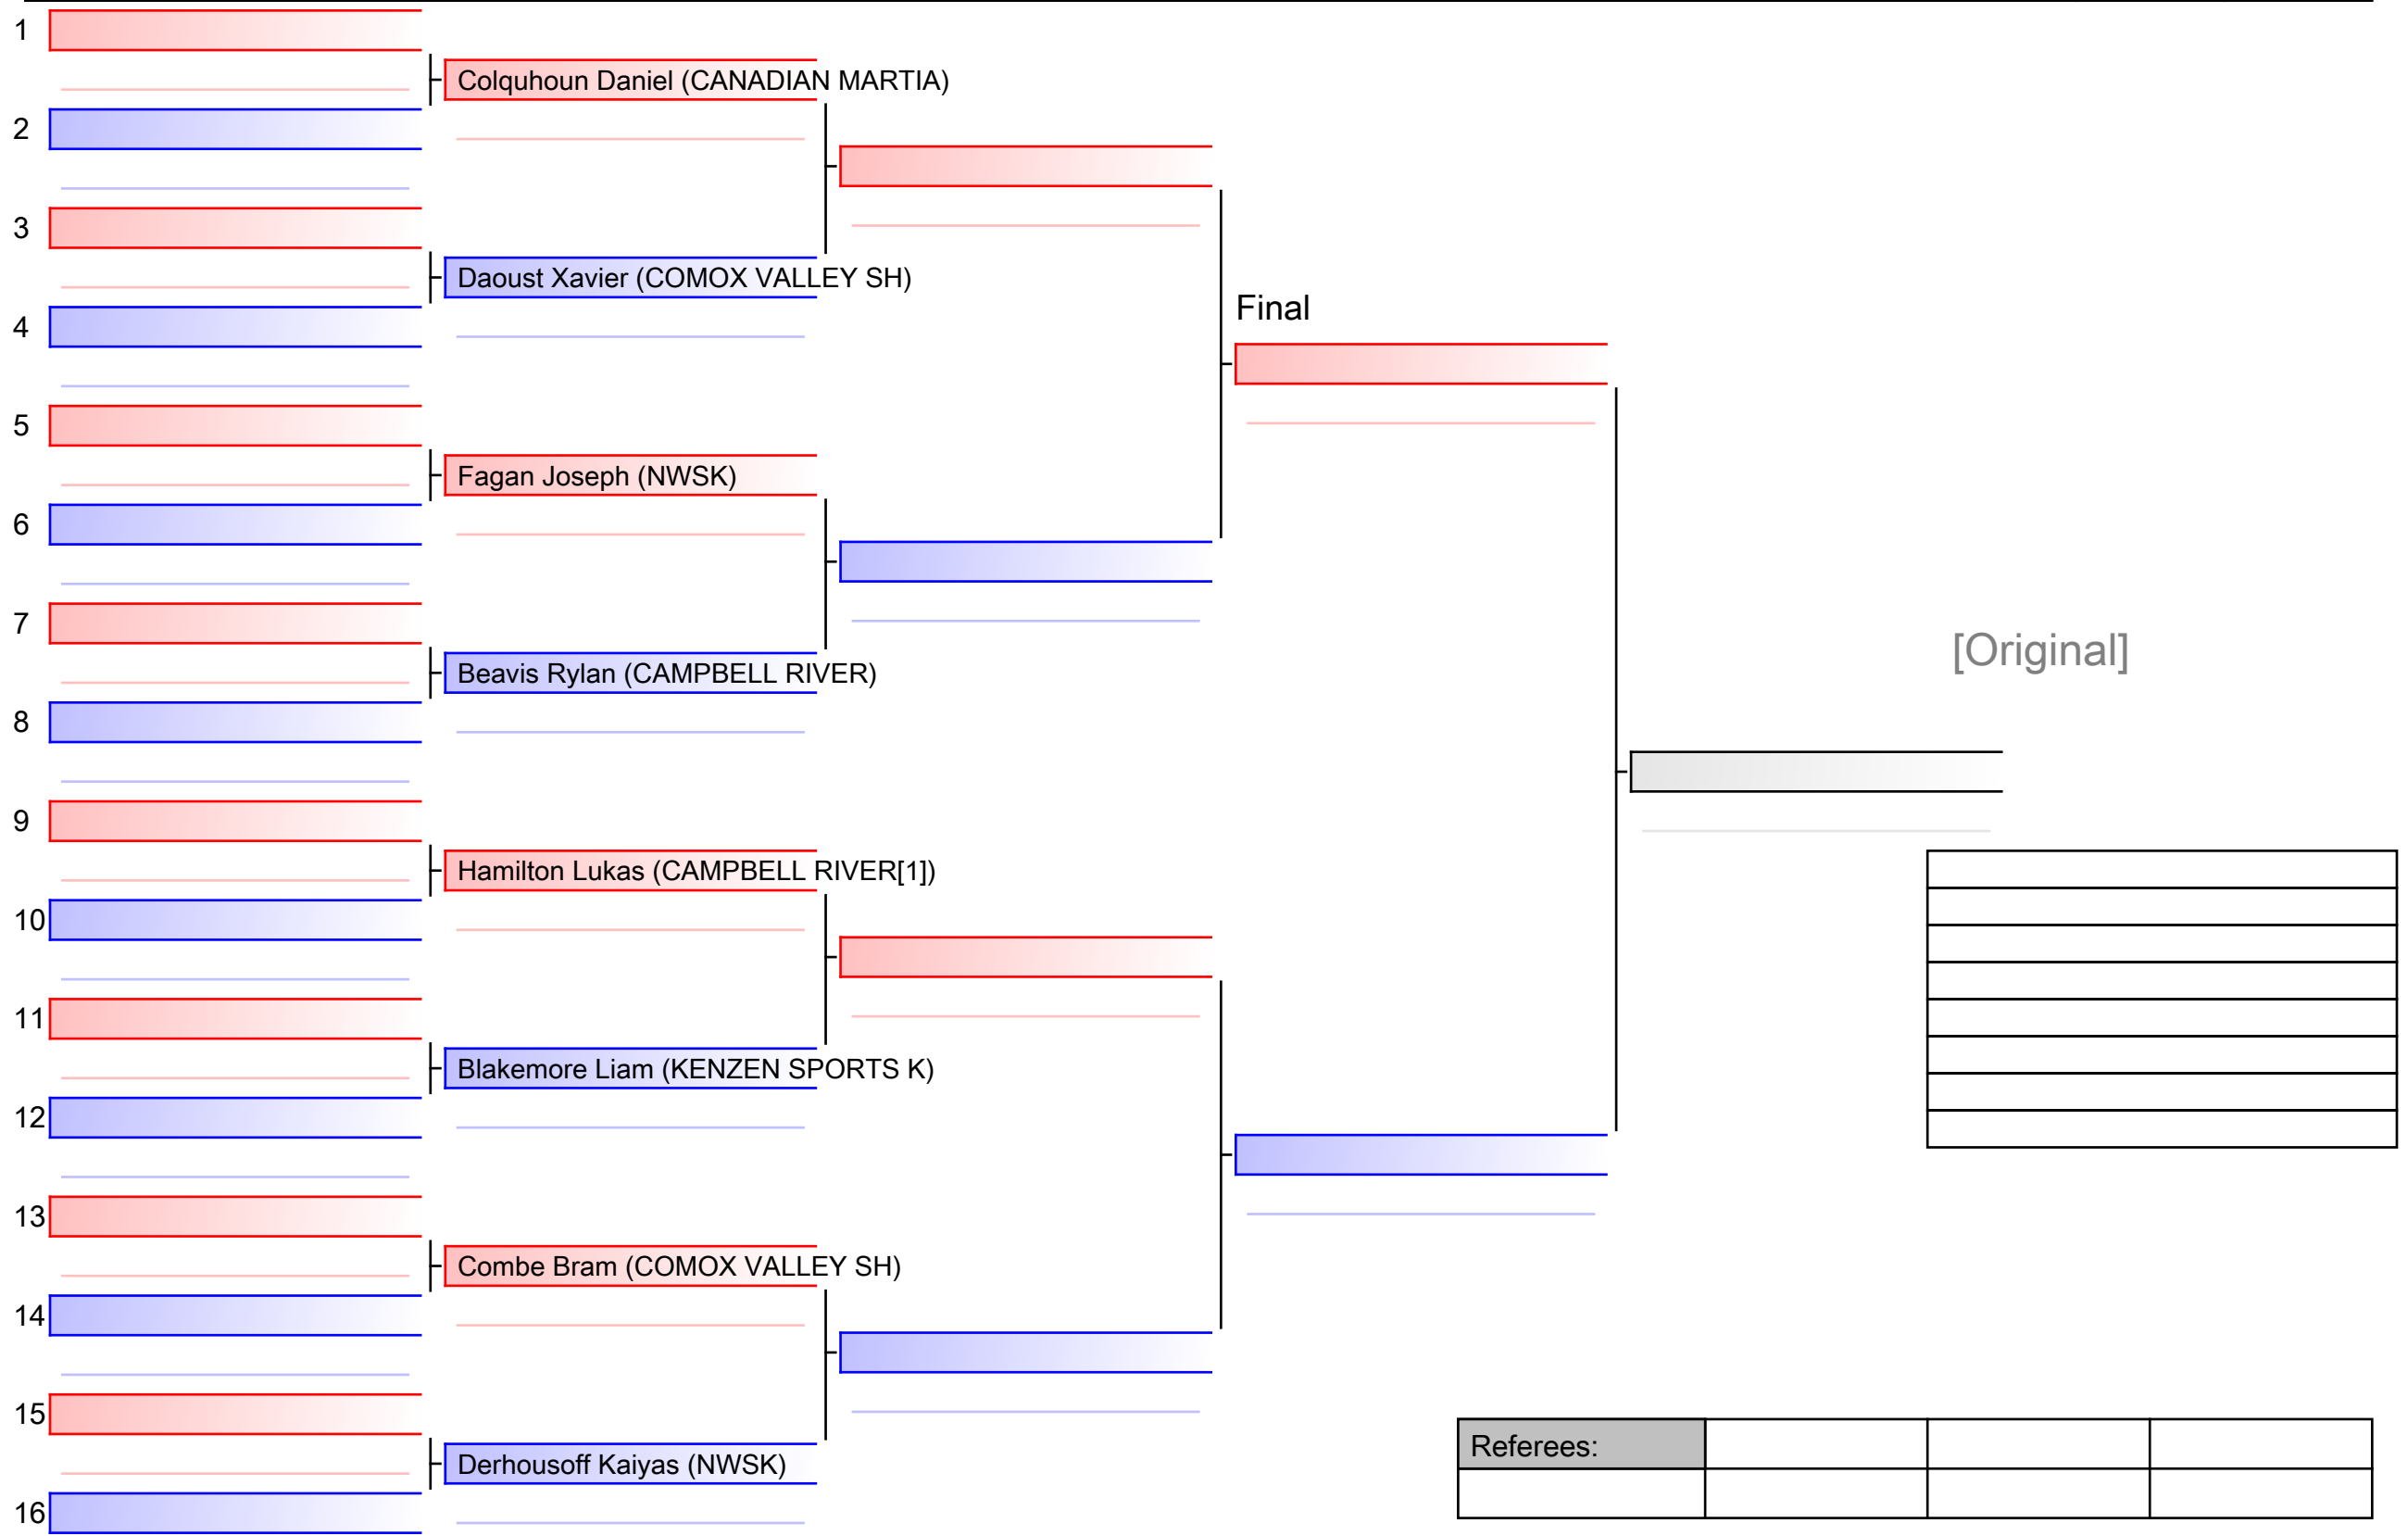 1
Colquhoun Daniel (CANADIAN MARTIA)
2
3
Daoust Xavier (COMOX VALLEY SH)
4
Final
5
Fagan Joseph (NWSK)
6
7
[Original]
Beavis Rylan (CAMPBELL RIVER)
8
9
Hamilton Lukas (CAMPBELL RIVER[1])
10
11
Blakemore Liam (KENZEN SPORTS K)
12
13
Combe Bram (COMOX VALLEY SH)
14
15
Referees:
Derhousoff Kaiyas (NWSK)
16